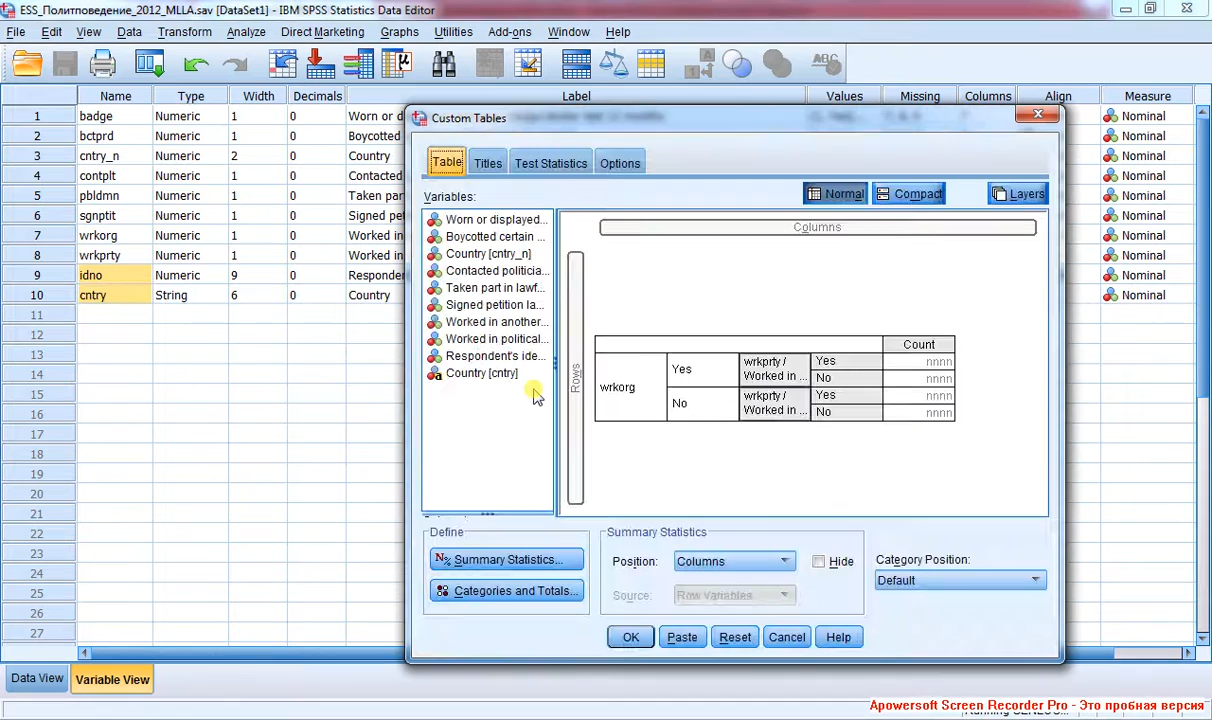 ESS_Политповедение_2012_MLLA.sav [DataSet1] - IBM SPSS Statistics Data Editor
File Edit View Data Transform Analyze Direct Marketing Graphs Utilities Add-ons Window Help
Name Type Width Decimals Label Values Missing Columns Align Measure
1 badge Numeric 1 0 Worn or d Nominal
2 bctprd Numeric 1 0 Boycotted Nominal
3 cntry_n Numeric 2 0 Country Nominal
4 contplt Numeric 1 0 Contacted Nominal
5 pbldmn Numeric 1 0 Taken part Nominal
6 sgnptit Numeric 1 0 Signed pet Nominal
7 wrkorg Numeric 1 0 Worked in Nominal
8 wrkprty Numeric 1 0 Worked in Nominal
9 idno Numeric 9 0 Responder Nominal
10 cntry String 6 0 Country Nominal
11
12
13
14
15
16
17
18
19
20
21
22
23
24
25
26
27
Custom Tables
Table Titles Test Statistics Options
Variables:
Normal Compact Layers
Worn or displayed...
Boycotted certain ...
Country [cntry_n]
Contacted politicia...
Taken part in lawf...
Signed petition la...
Worked in another...
Worked in political...
Respondent's ide...
Country [cntry]
Columns
Rows
Count
wrkorg Yes wrkprty / Worked in ... Yes nnnn
No nnnn
No wrkprty / Worked in ... Yes nnnn
No nnnn
Define
Summary Statistics...
Categories and Totals...
Summary Statistics
Position: Columns Hide
Source: Row Variables
Category Position:
Default
OK Paste Reset Cancel Help
Data View Variable View
Apowersoft Screen Recorder Pro - Это пробная версия